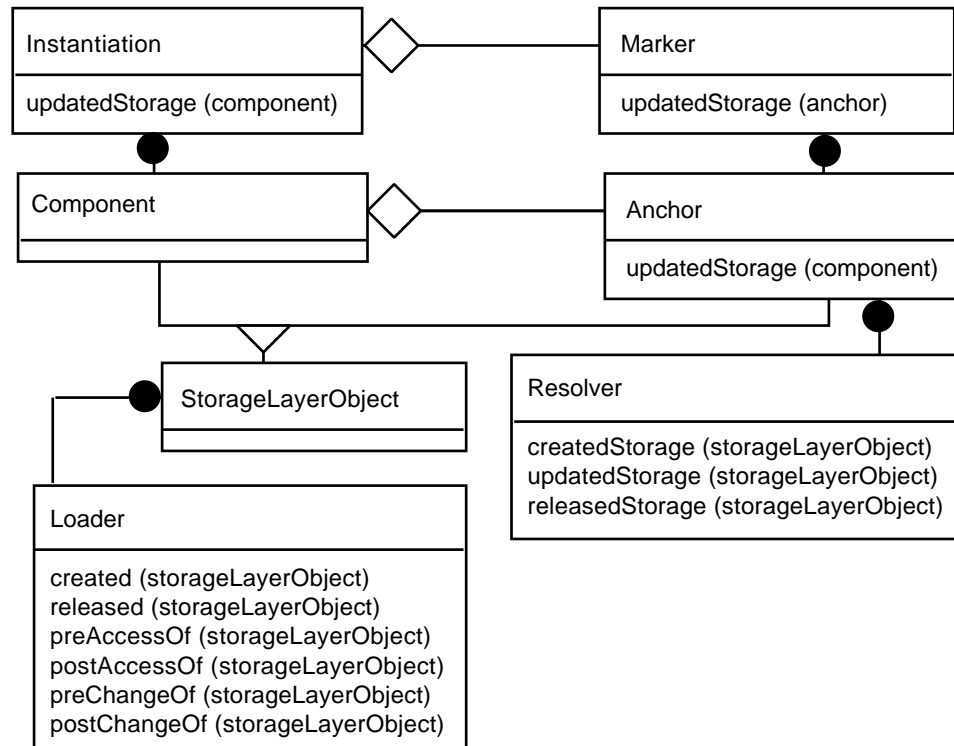 Instantiation
updatedStorage (component)
Marker
updatedStorage (anchor)
Component
Anchor
updatedStorage (component)
StorageLayerObject
Resolver
createdStorage (storageLayerObject)
updatedStorage (storageLayerObject)
releasedStorage (storageLayerObject)
Loader
created (storageLayerObject)
released (storageLayerObject)
preAccessOf (storageLayerObject)
postAccessOf (storageLayerObject)
preChangeOf (storageLayerObject)
postChangeOf (storageLayerObject)